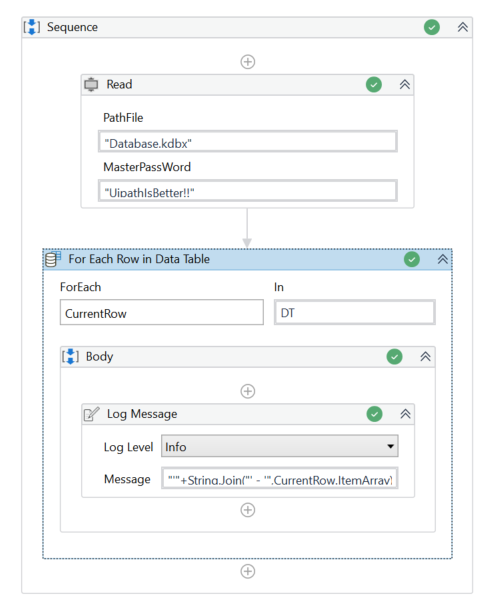 Sequence
Read
PathFile
"Database.kdbx"
MasterPassWord
"UipathIsBetter!!"
For Each Row in Data Table
ForEach
In
CurrentRow
DT
Body
Log Message
Log Level
Info
Message
"'"+String.Join("' - '",CurrentRow.ItemArray)